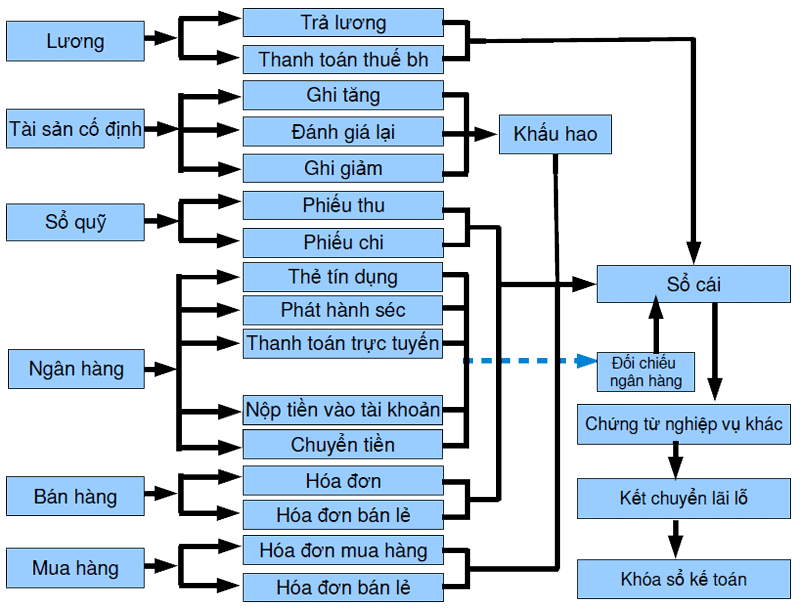 Lương
Trả lương
Thanh toán thuế bh
Tài sản cố định
Ghi tăng
Đánh giá lại
Ghi giảm
Khấu hao
Sổ quỹ
Phiếu thu
Phiếu chi
Ngân hàng
Thẻ tín dụng
Phát hành séc
Thanh toán trực tuyến
Nộp tiền vào tài khoản
Chuyển tiền
Bán hàng
Hóa đơn
Hóa đơn bán lẻ
Mua hàng
Hóa đơn mua hàng
Hóa đơn bán lẻ
Sổ cái
Đối chiếu
ngân hàng
Chứng từ nghiệp vụ khác
Kết chuyển lãi lỗ
Khóa sổ kế toán